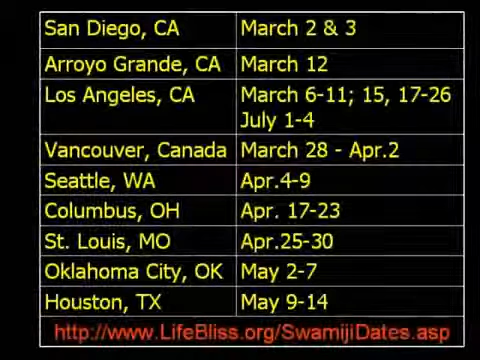 San Diego, CA March 2 & 3
Arroyo Grande, CA March 12
Los Angeles, CA March 6-11; 15, 17-26
July 1-4
Vancouver, Canada March 28 - Apr.2
Seattle, WA Apr.4-9
Columbus, OH Apr. 17-23
St. Louis, MO Apr.25-30
Oklahoma City, OK May 2-7
Houston, TX May 9-14
http://www.LifeBliss.org/SwamijiDates.asp